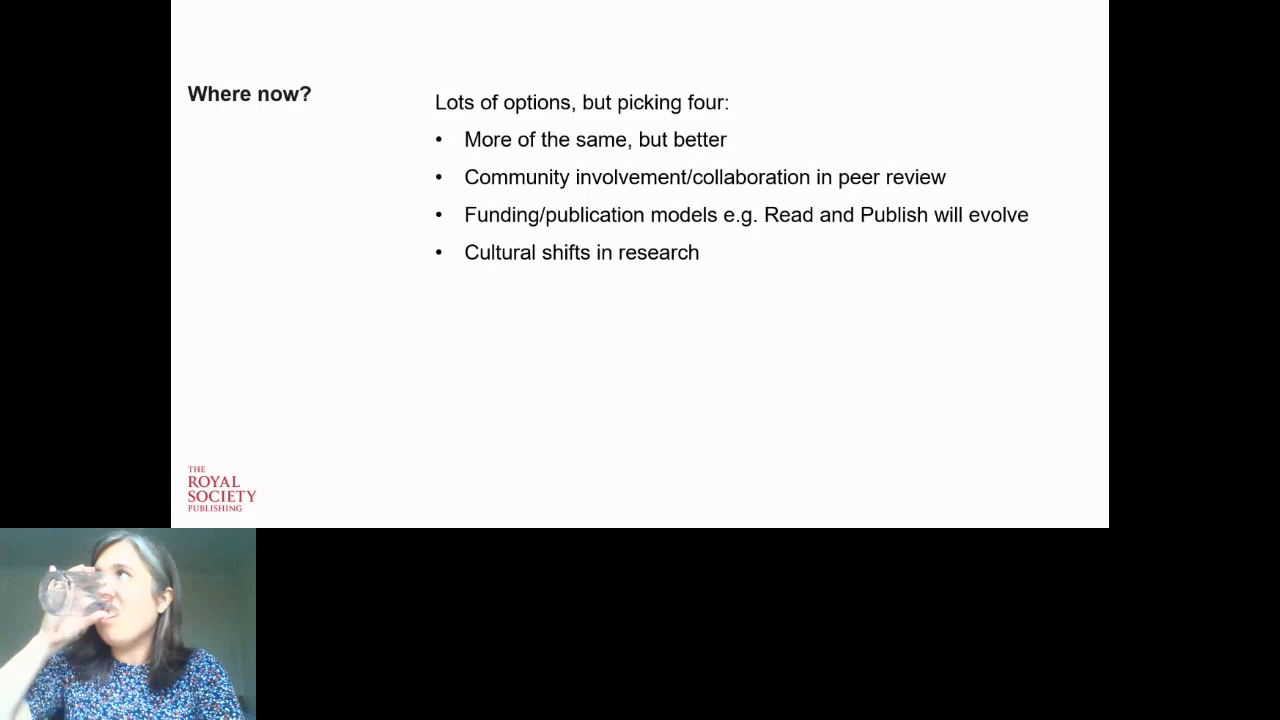 Where now?
Lots of options, but picking four:
• More of the same, but better
• Community involvement/collaboration in peer review
• Funding/publication models e.g. Read and Publish will evolve
• Cultural shifts in research
THE
ROYAL
SOCIETY
PUBLISHING